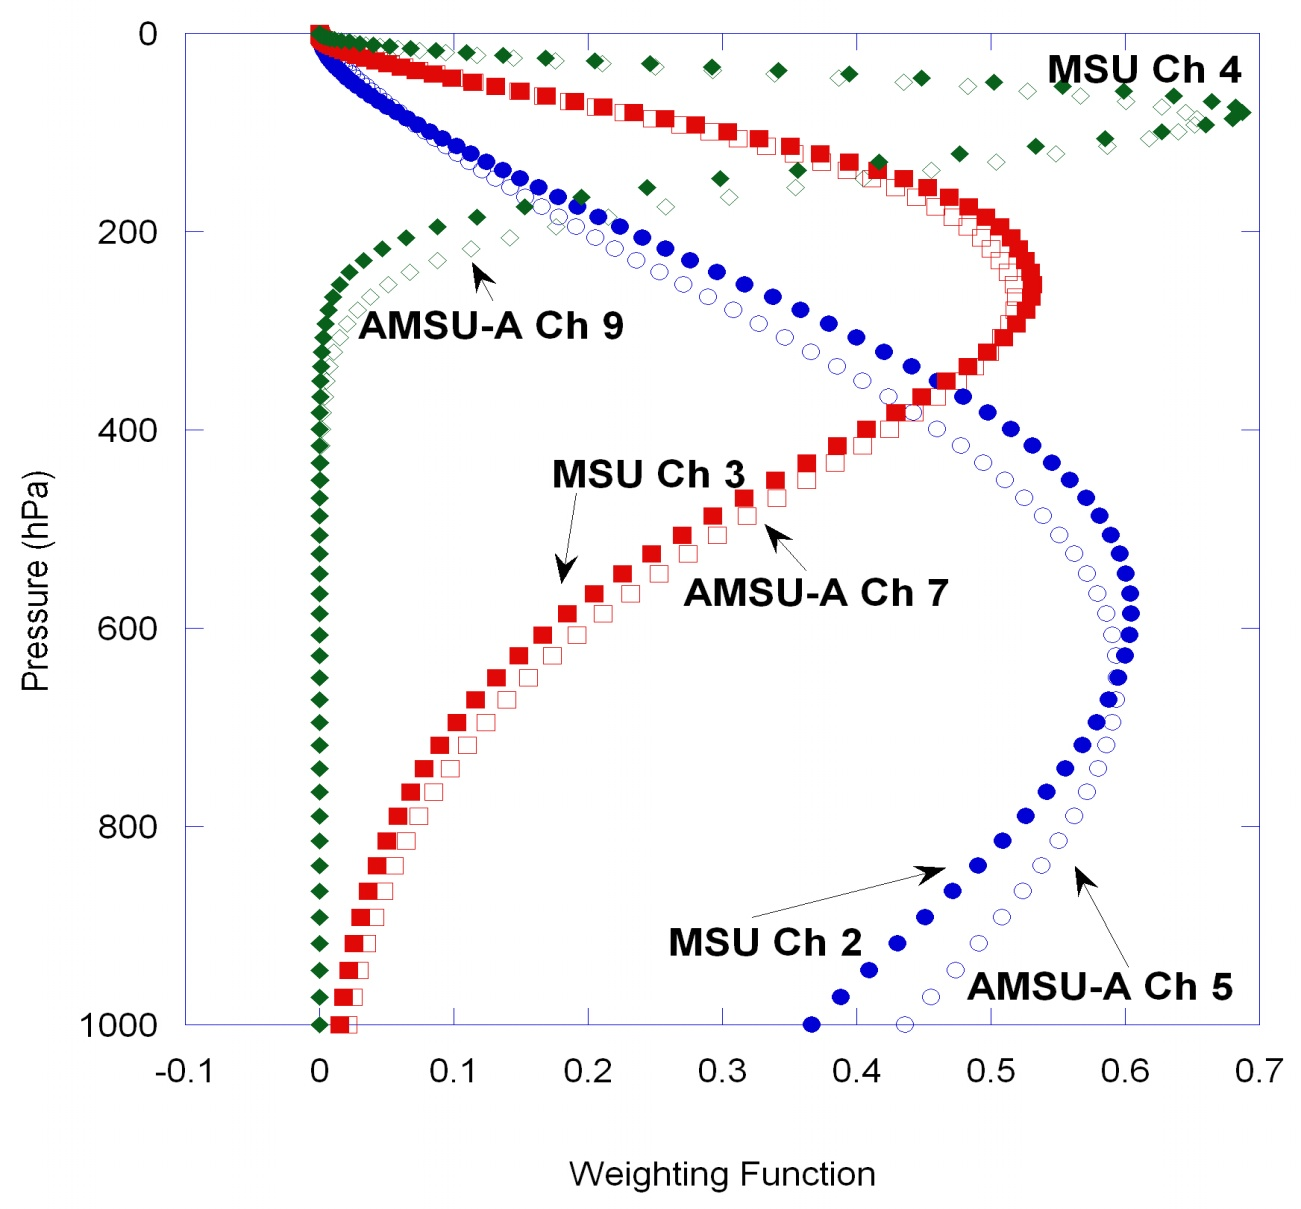 0
MSU Ch 4
200
AMSU-A Ch 9
400
MSU Ch 3
Pressure (hPa)
AMSU-A Ch 7
600
800
MSU Ch 2
AMSU-A Ch 5
1000
-0.1 0 0.1 0.2 0.3 0.4 0.5 0.6 0.7
Weighting Function